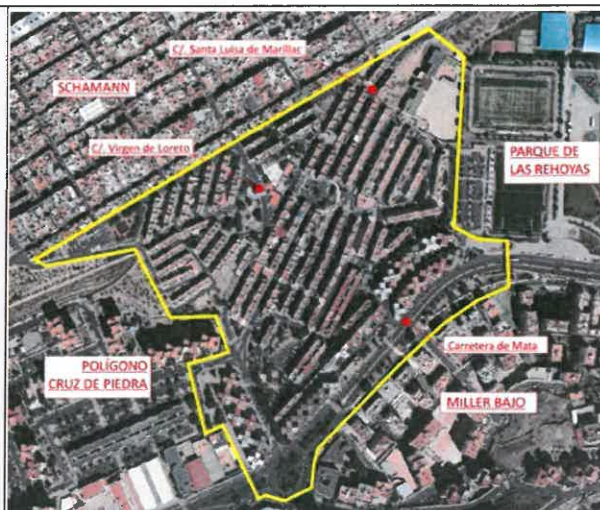 C/. Santa Luisa de Marillac
SCHAMANN
C/. Virgen de Loreto
PARQUE DE
LAS REHOYAS
POLÍGONO
CRUZ DE PIEDRA
Carretera de Mata
MILLER BAJO